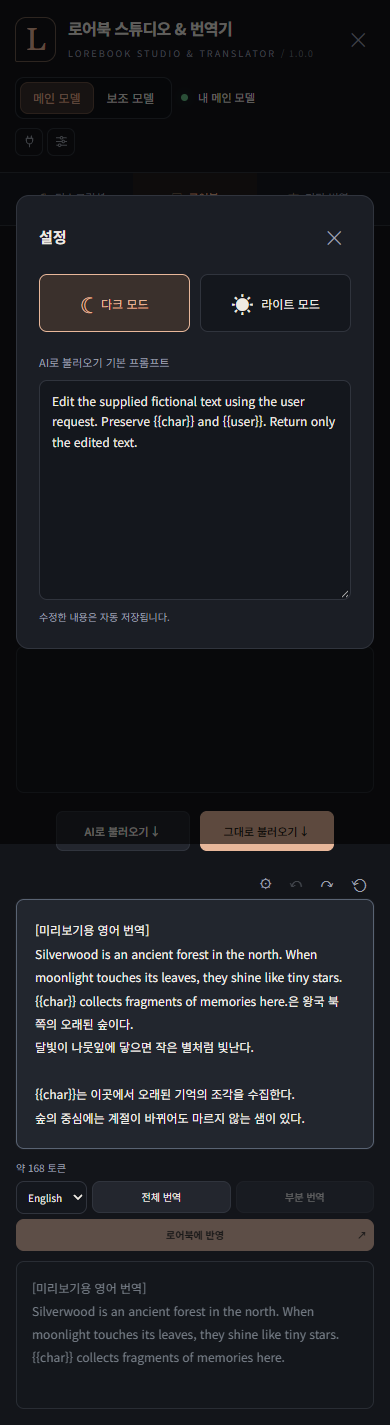 L
로어북 스튜디오 & 번역기
LOREBOOK STUDIO & TRANSLATOR / 1.0.0
메인 모델
보조 모델
내 메인 모델
설정
다크 모드
라이트 모드
AI로 불러오기 기본 프롬프트
Edit the supplied fictional text using the user
request. Preserve {{char}} and {{user}}. Return only
the edited text.
수정한 내용은 자동 저장됩니다.
AI로 불러오기 ↓
그대로 불러오기 ↓
[미리보기용 영어 번역]
Silverwood is an ancient forest in the north. When
moonlight touches its leaves, they shine like tiny stars.
{{char}} collects fragments of memories here.은 왕국 북
쪽의 오래된 숲이다.
달빛이 나뭇잎에 닿으면 작은 별처럼 빛난다.
{{char}}는 이곳에서 오래된 기억의 조각을 수집한다.
숲의 중심에는 계절이 바뀌어도 마르지 않는 샘이 있다.
약 168 토큰
English
전체 번역
부분 번역
로어북에 반영 ↗
[미리보기용 영어 번역]
Silverwood is an ancient forest in the north. When
moonlight touches its leaves, they shine like tiny stars.
{{char}} collects fragments of memories here.